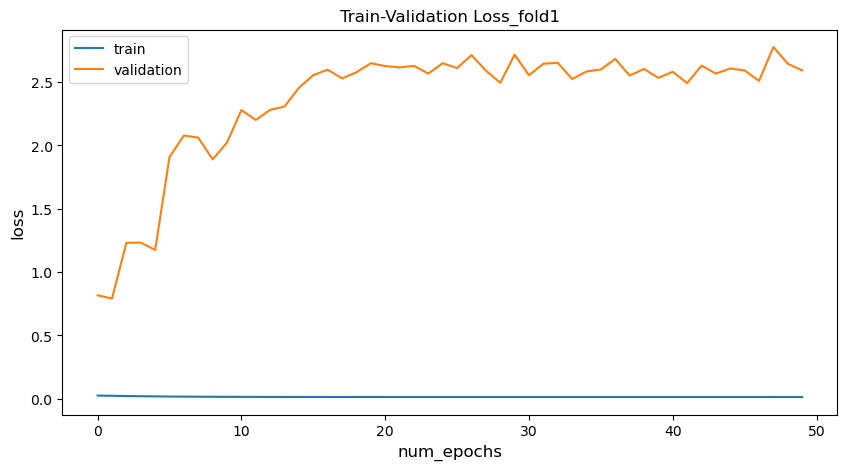 Train-Validation Loss_fold1
train
validation
loss
2.5
2.0
1.5
1.0
0.5
0.0
0 10 20 30 40 50
num_epochs